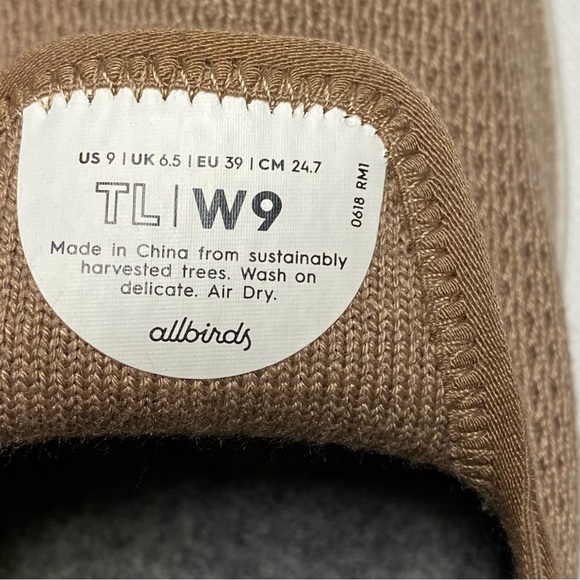 US 9 | UK 6.5 | EU 39 | CM 24.7
TL | W9
Made in China from sustainably
harvested trees. Wash on
delicate. Air Dry.
allbirds
0618 RM1